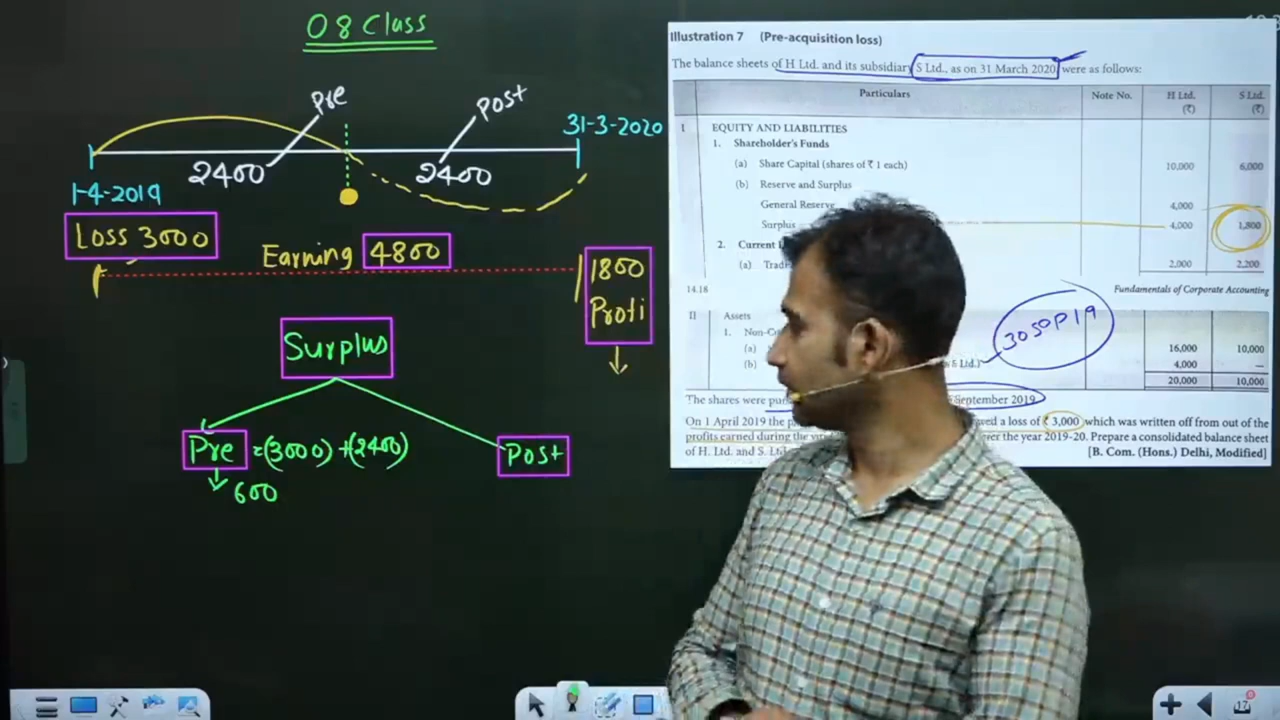 08 Class
Pre
Post
31-3-2020
2400
2400
1-4-2019
Loss 3000
Earning 4800
1800
Profi
Surplus
Pre = (3000) + (2400)
600
Post
Illustration 7 (Pre-acquisition loss)
The balance sheets of H Ltd. and its subsidiary S Ltd., as on 31 March 2020 were as follows:
Particulars Note No. H Ltd. S Ltd.
(₹) (₹)
I EQUITY AND LIABILITIES
1. Shareholder's Funds
(a) Share Capital (shares of ₹ 1 each) 10,000 6,000
(b) Reserve and Surplus
General Reserve 4,000
Surplus 4,000 1,800
2. Current
(a) 2,000 2,200
14.18 Fundamentals of Corporate Accounting
II Assets
1.
(a) 16,000 10,000
(b) S Ltd.) 4,000 —
20,000 10,000
30SeP19
The shares were September 2019
On 1 April 2019 the a loss of ₹ 3,000 which was written off from out of the
profits earned during the the year 2019-20. Prepare a consolidated balance sheet
of H. Ltd. and S. [B. Com. (Hons.) Delhi, Modified]
17